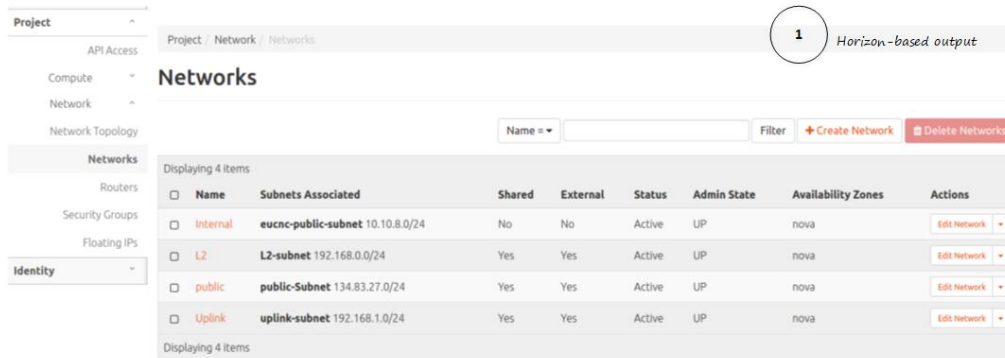 Project
API Access
Compute
Network
Network Topology
Networks
Routers
Security Groups
Floating IPs
Identity
Project / Network / Networks
1
Horizon-based output
Networks
Name = Filter + Create Network Delete Networks
Displaying 4 items
Name Subnets Associated Shared External Status Admin State Availability Zones Actions
Internal eucnc-public-subnet 10.10.8.0/24 No No Active UP nova Edit Network
L2 L2-subnet 192.168.0.0/24 Yes Yes Active UP nova Edit Network
public public-Subnet 134.83.27.0/24 Yes Yes Active UP nova Edit Network
Uplink uplink-subnet 192.168.1.0/24 Yes Yes Active UP nova Edit Network
Displaying 4 items